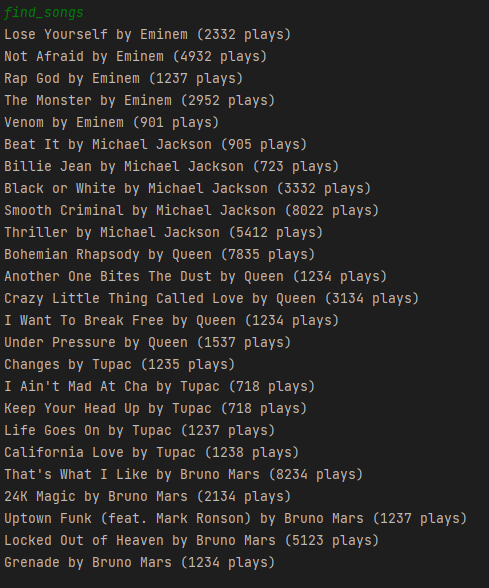 find_songs
Lose Yourself by Eminem (2332 plays)
Not Afraid by Eminem (4932 plays)
Rap God by Eminem (1237 plays)
The Monster by Eminem (2952 plays)
Venom by Eminem (901 plays)
Beat It by Michael Jackson (905 plays)
Billie Jean by Michael Jackson (723 plays)
Black or White by Michael Jackson (3332 plays)
Smooth Criminal by Michael Jackson (8022 plays)
Thriller by Michael Jackson (5412 plays)
Bohemian Rhapsody by Queen (7835 plays)
Another One Bites The Dust by Queen (1234 plays)
Crazy Little Thing Called Love by Queen (3134 plays)
I Want To Break Free by Queen (1234 plays)
Under Pressure by Queen (1537 plays)
Changes by Tupac (1235 plays)
I Ain't Mad At Cha by Tupac (718 plays)
Keep Your Head Up by Tupac (718 plays)
Life Goes On by Tupac (1237 plays)
California Love by Tupac (1238 plays)
That's What I Like by Bruno Mars (8234 plays)
24K Magic by Bruno Mars (2134 plays)
Uptown Funk (feat. Mark Ronson) by Bruno Mars (1237 plays)
Locked Out of Heaven by Bruno Mars (5123 plays)
Grenade by Bruno Mars (1234 plays)